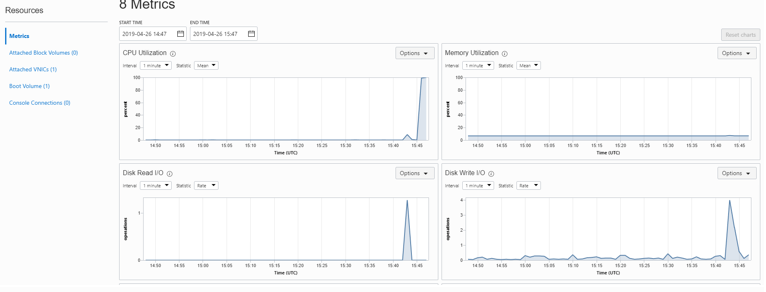 8 Metrics
Resources
START TIME END TIME
2019-04-26 14:47 2019-04-26 15:47
Reset charts
Metrics
Attached Block Volumes (0)
Attached VNICs (1)
Boot Volume (1)
Console Connections (0)
CPU Utilization Options
Interval 1 minute Statistic Mean
100
80
60
40
20
0
percent
14:50 14:55 15:00 15:05 15:10 15:15 15:20 15:25 15:30 15:35 15:40 15:45
Time (UTC)
Memory Utilization Options
Interval 1 minute Statistic Mean
100
80
60
40
20
0
percent
14:50 14:55 15:00 15:05 15:10 15:15 15:20 15:25 15:30 15:35 15:40 15:45
Time (UTC)
Disk Read I/O Options
Interval 1 minute Statistic Rate
1
0
operations
14:50 14:55 15:00 15:05 15:10 15:15 15:20 15:25 15:30 15:35 15:40 15:45
Time (UTC)
Disk Write I/O Options
Interval 1 minute Statistic Rate
4
3
2
1
0
operations
14:50 14:55 15:00 15:05 15:10 15:15 15:20 15:25 15:30 15:35 15:40 15:45
Time (UTC)